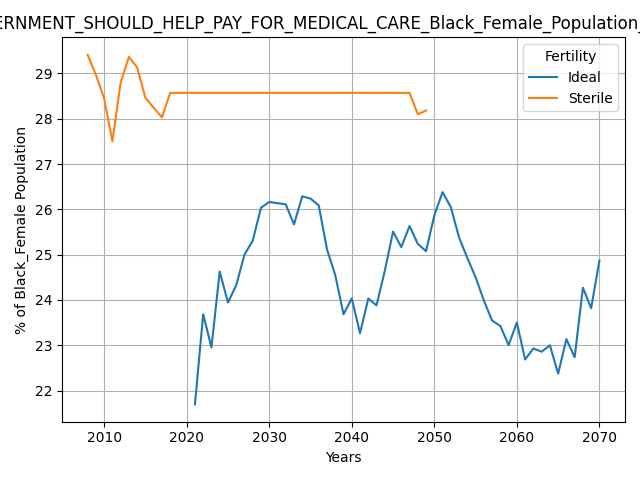 ERNMENT_SHOULD_HELP_PAY_FOR_MEDICAL_CARE_Black_Female_Population_
Fertility
Ideal
Sterile
% of Black_Female Population
29
28
27
26
25
24
23
22
2010 2020 2030 2040 2050 2060 2070
Years